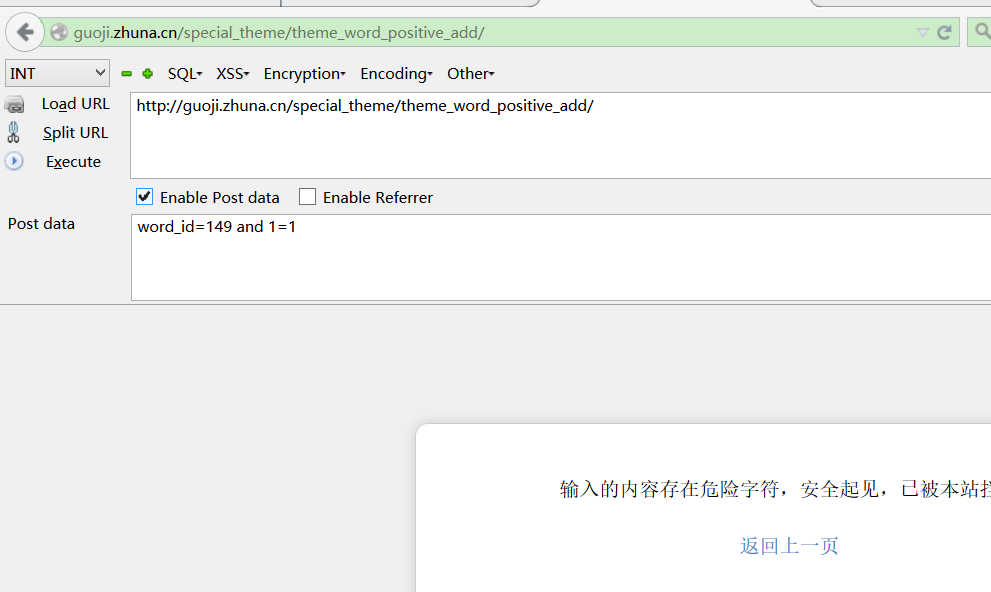 guoji.zhuna.cn/special_theme/theme_word_positive_add/
INT SQL XSS Encryption Encoding Other
Load URL http://guoji.zhuna.cn/special_theme/theme_word_positive_add/
Split URL
Execute
Enable Post data Enable Referrer
Post data word_id=149 and 1=1
输入的内容存在危险字符，安全起见，已被本站
返回上一页